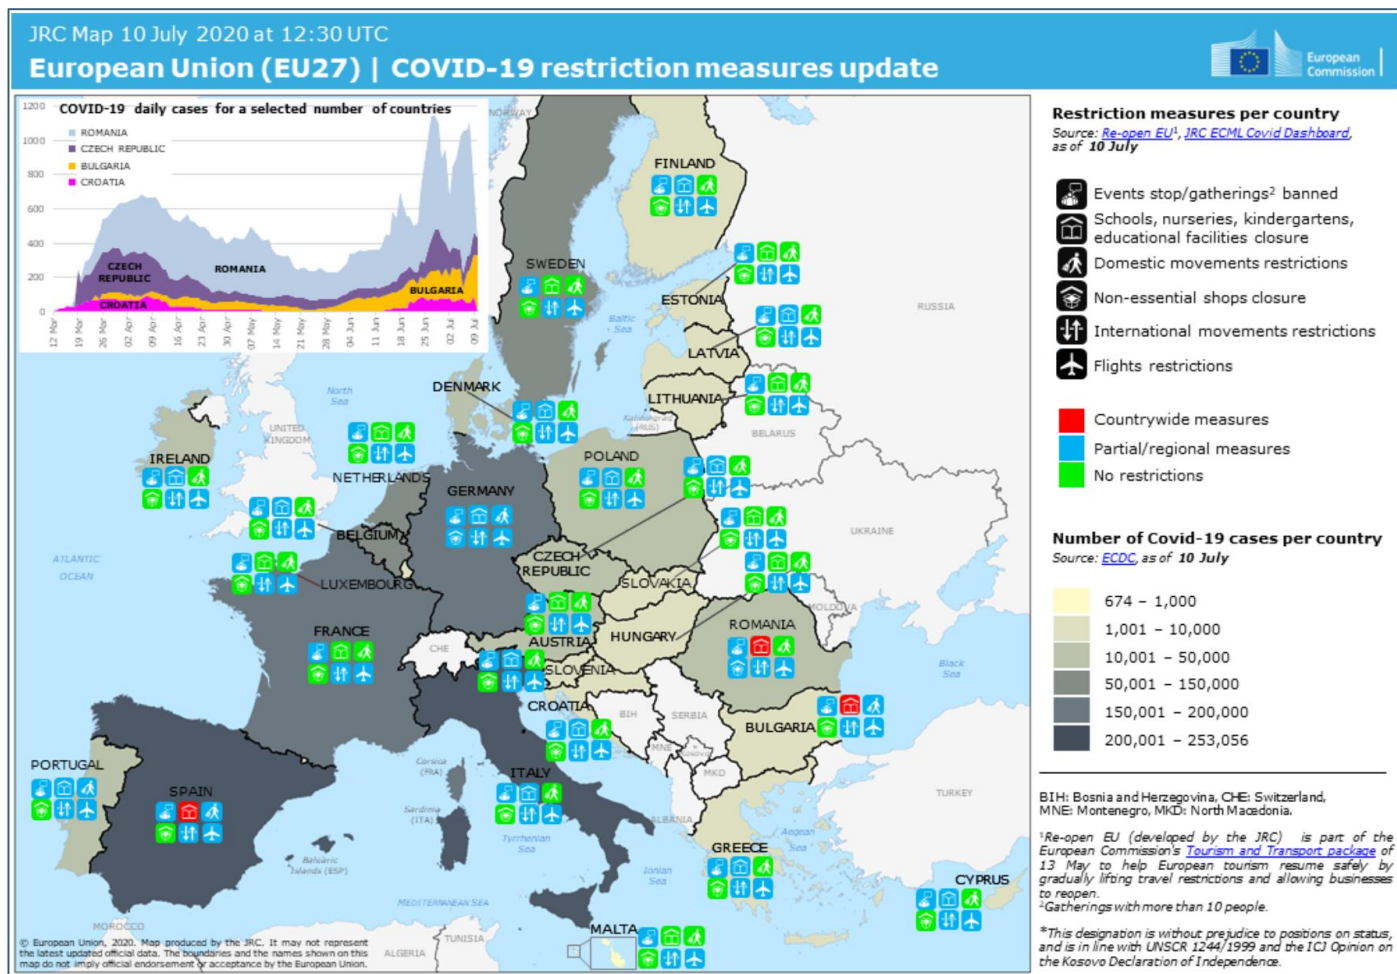 JRC Map 10 July 2020 at 12:30 UTC
European Union (EU27) | COVID-19 restriction measures update
European
Commission
COVID-19 daily cases for a selected number of countries
1200
1000
800
600
400
200
0
ROMANIA
CZECH REPUBLIC
BULGARIA
CROATIA
CZECH
REPUBLIC
ROMANIA
BULGARIA
CROATIA
12 Mar
19 Mar
26 Mar
02 Apr
09 Apr
16 Apr
23 Apr
30 Apr
07 May
14 May
21 May
28 May
04 Jun
11 Jun
18 Jun
25 Jun
02 Jul
09 Jul
NORWAY
FINLAND
SWEDEN
ESTONIA
RUSSIA
Baltic
Sea
LATVIA
DENMARK
LITHUANIA
North
Sea
Kaliningrad
(RUS)
UNITED
KINGDOM
BELARUS
IRELAND
NETHERLANDS
POLAND
GERMANY
BELGIUM
UKRAINE
ATLANTIC
OCEAN
CZECH
REPUBLIC
LUXEMBOURG
SLOVAKIA
MOLDOVA
FRANCE
AUSTRIA
HUNGARY
ROMANIA
CHE
SLOVENIA
Black
Sea
CROATIA
BIH
SERBIA
BULGARIA
MNE
KOSOVO
*
MKD
PORTUGAL
Corsica
(FRA)
ITALY
SPAIN
Sardinia
(ITA)
ALBANIA
TURKEY
Tyrrhenian
Sea
Aegean
Sea
GREECE
Balearic
Islands (ESP)
Ionian
Sea
CYPRUS
MEDITERRANEAN SEA
MALTA
MOROCCO
ALGERIA
TUNISIA
© European Union, 2020. Map produced by the JRC. It may not represent
the latest updated official data. The boundaries and the names shown on this
map do not imply official endorsement or acceptance by the European Union.
Restriction measures per country
Source: Re-open EU¹, JRC ECML Covid Dashboard,
as of 10 July
Events stop/gatherings² banned
Schools, nurseries, kindergartens,
educational facilities closure
Domestic movements restrictions
Non-essential shops closure
International movements restrictions
Flights restrictions
Countrywide measures
Partial/regional measures
No restrictions
Number of Covid-19 cases per country
Source: ECDC, as of 10 July
674 – 1,000
1,001 – 10,000
10,001 – 50,000
50,001 – 150,000
150,001 – 200,000
200,001 – 253,056
BIH: Bosnia and Herzegovina, CHE: Switzerland,
MNE: Montenegro, MKD: North Macedonia.
¹Re-open EU (developed by the JRC) is part of the
European Commission's Tourism and Transport package of
13 May to help European tourism resume safely by
gradually lifting travel restrictions and allowing businesses
to reopen.
²Gatherings with more than 10 people.
*This designation is without prejudice to positions on status,
and is in line with UNSCR 1244/1999 and the ICJ Opinion on
the Kosovo Declaration of Independence.